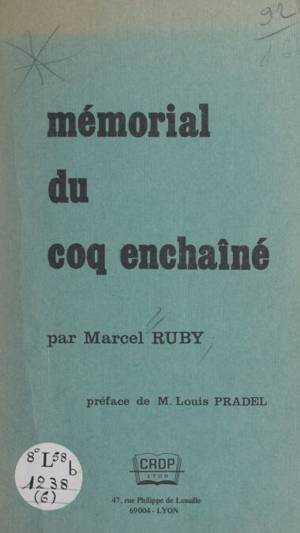 92
mémorial
du
coq enchaîné
par Marcel RUBY
préface de M. Louis PRADEL
8° L58 b
1238
(6)
CRDP
LYON
47, rue Philippe de Lassalle
69004 - LYON